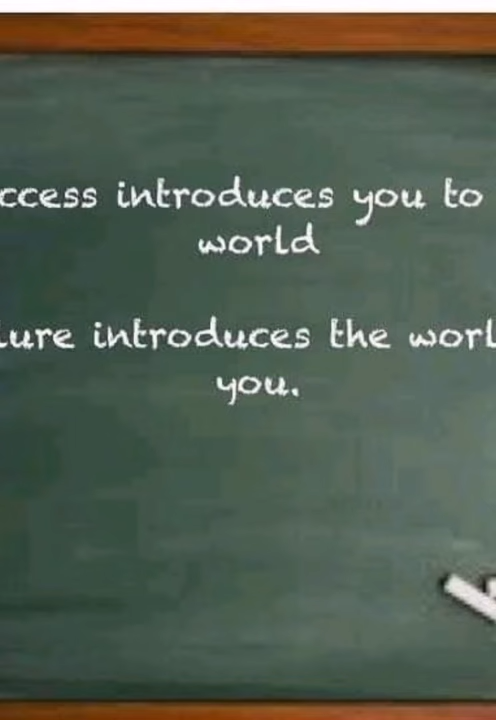 ccess introduces you to
world
lure introduces the worl
you.